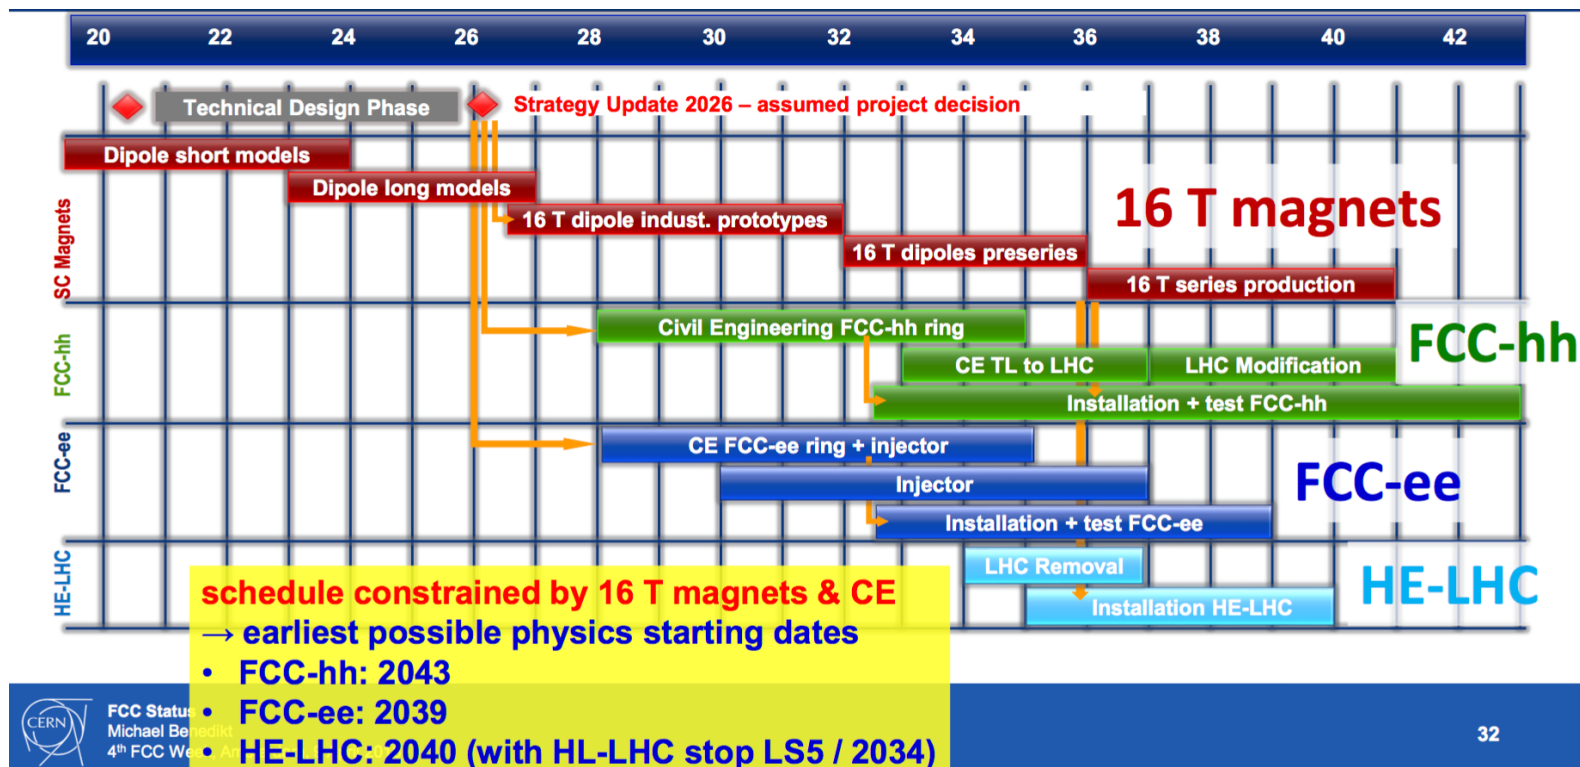 20 22 24 26 28 30 32 34 36 38 40 42
Technical Design Phase
Strategy Update 2026 – assumed project decision
SC Magnets
Dipole short models
Dipole long models
16 T dipole indust. prototypes
16 T dipoles preseries
16 T series production
16 T magnets
FCC-hh
Civil Engineering FCC-hh ring
CE TL to LHC
LHC Modification
Installation + test FCC-hh
FCC-hh
FCC-ee
CE FCC-ee ring + injector
Injector
Installation + test FCC-ee
FCC-ee
HE-LHC
LHC Removal
Installation HE-LHC
HE-LHC
schedule constrained by 16 T magnets & CE
→ earliest possible physics starting dates
• FCC-hh: 2043
• FCC-ee: 2039
• HE-LHC: 2040 (with HL-LHC stop LS5 / 2034)
CERN
FCC Status
Michael Benedikt
4th FCC Week,
32